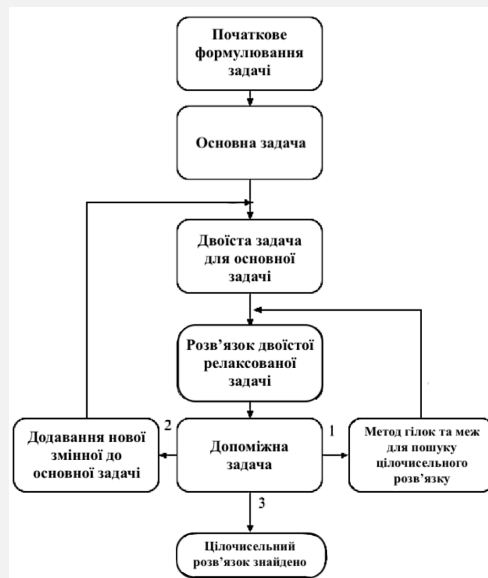 Початкове
формулювання
задачі
Основна задача
Двоїста задача
для основної
задачі
Розв’язок двоїстої
релаксованої
задачі
Додавання нової
змінної до
основної задачі
2
Допоміжна
задача
1
Метод гілок та меж
для пошуку
цілочисельного
розв’язку
3
Цілочисельний
розв’язок знайдено